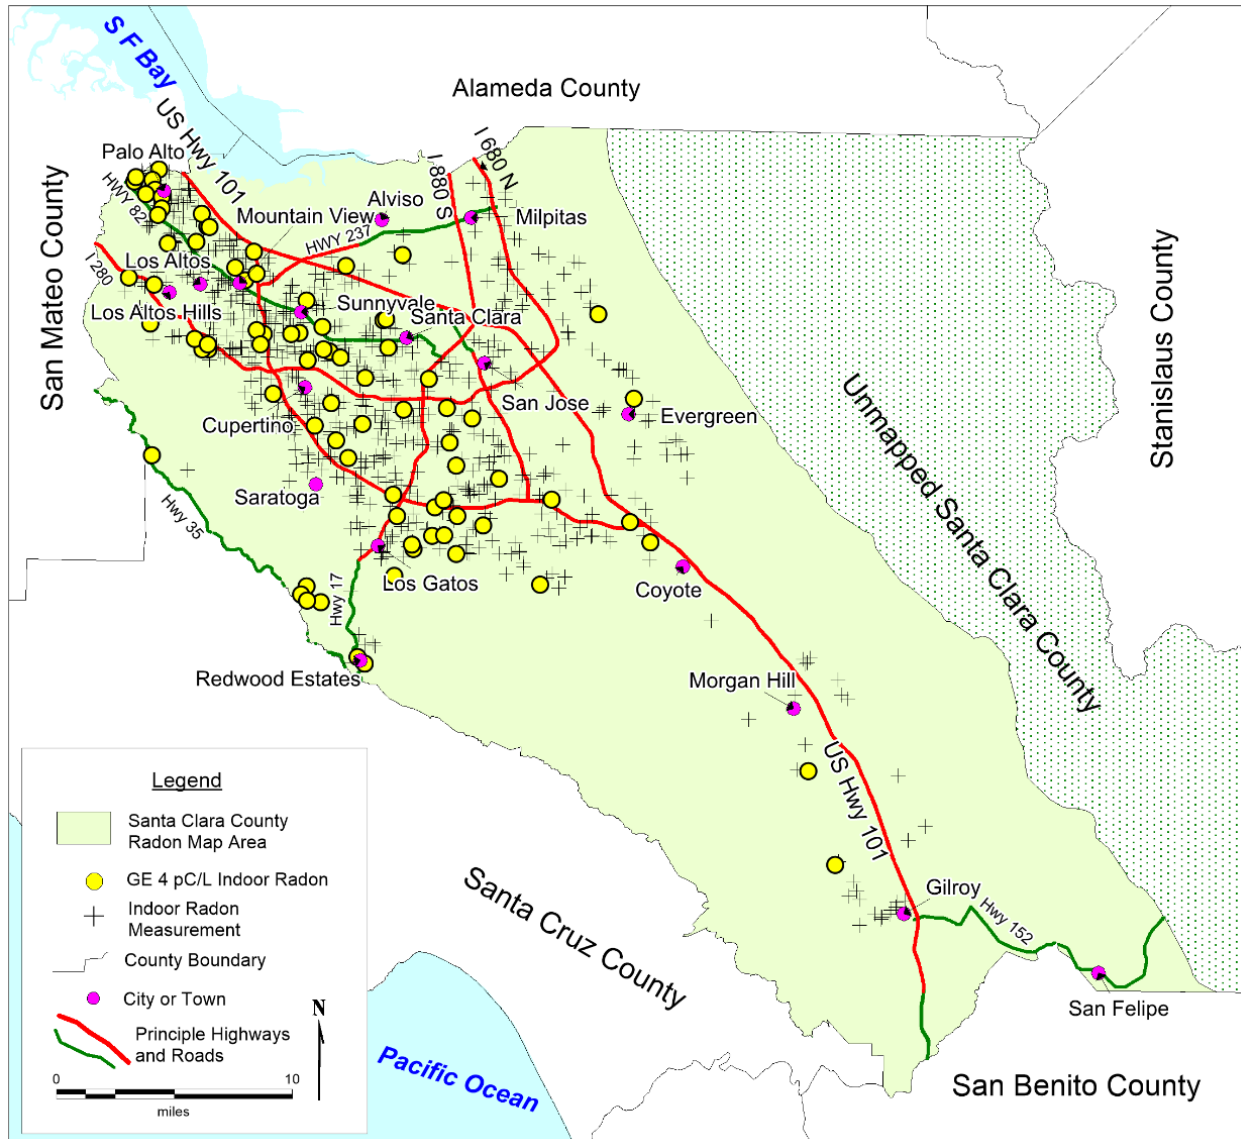 S F Bay
Alameda County
US Hwy 101
I 680 N
I 880 S
Palo Alto
HWY 82
Alviso
Mountain View
Milpitas
HWY 237
San Mateo County
Los Altos
I 280
Los Altos Hills
Sunnyvale
Santa Clara
Stanislaus County
San Jose
Evergreen
Cupertino
Unmapped Santa Clara County
Saratoga
Hwy 35
Los Gatos
Coyote
Hwy 17
Redwood Estates
Morgan Hill
US Hwy 101
Gilroy
Hwy 152
Santa Cruz County
San Felipe
San Benito County
Pacific Ocean
Legend
Santa Clara County
Radon Map Area
GE 4 pC/L Indoor Radon
Indoor Radon
Measurement
County Boundary
City or Town
Principle Highways
and Roads
N
0 10
miles